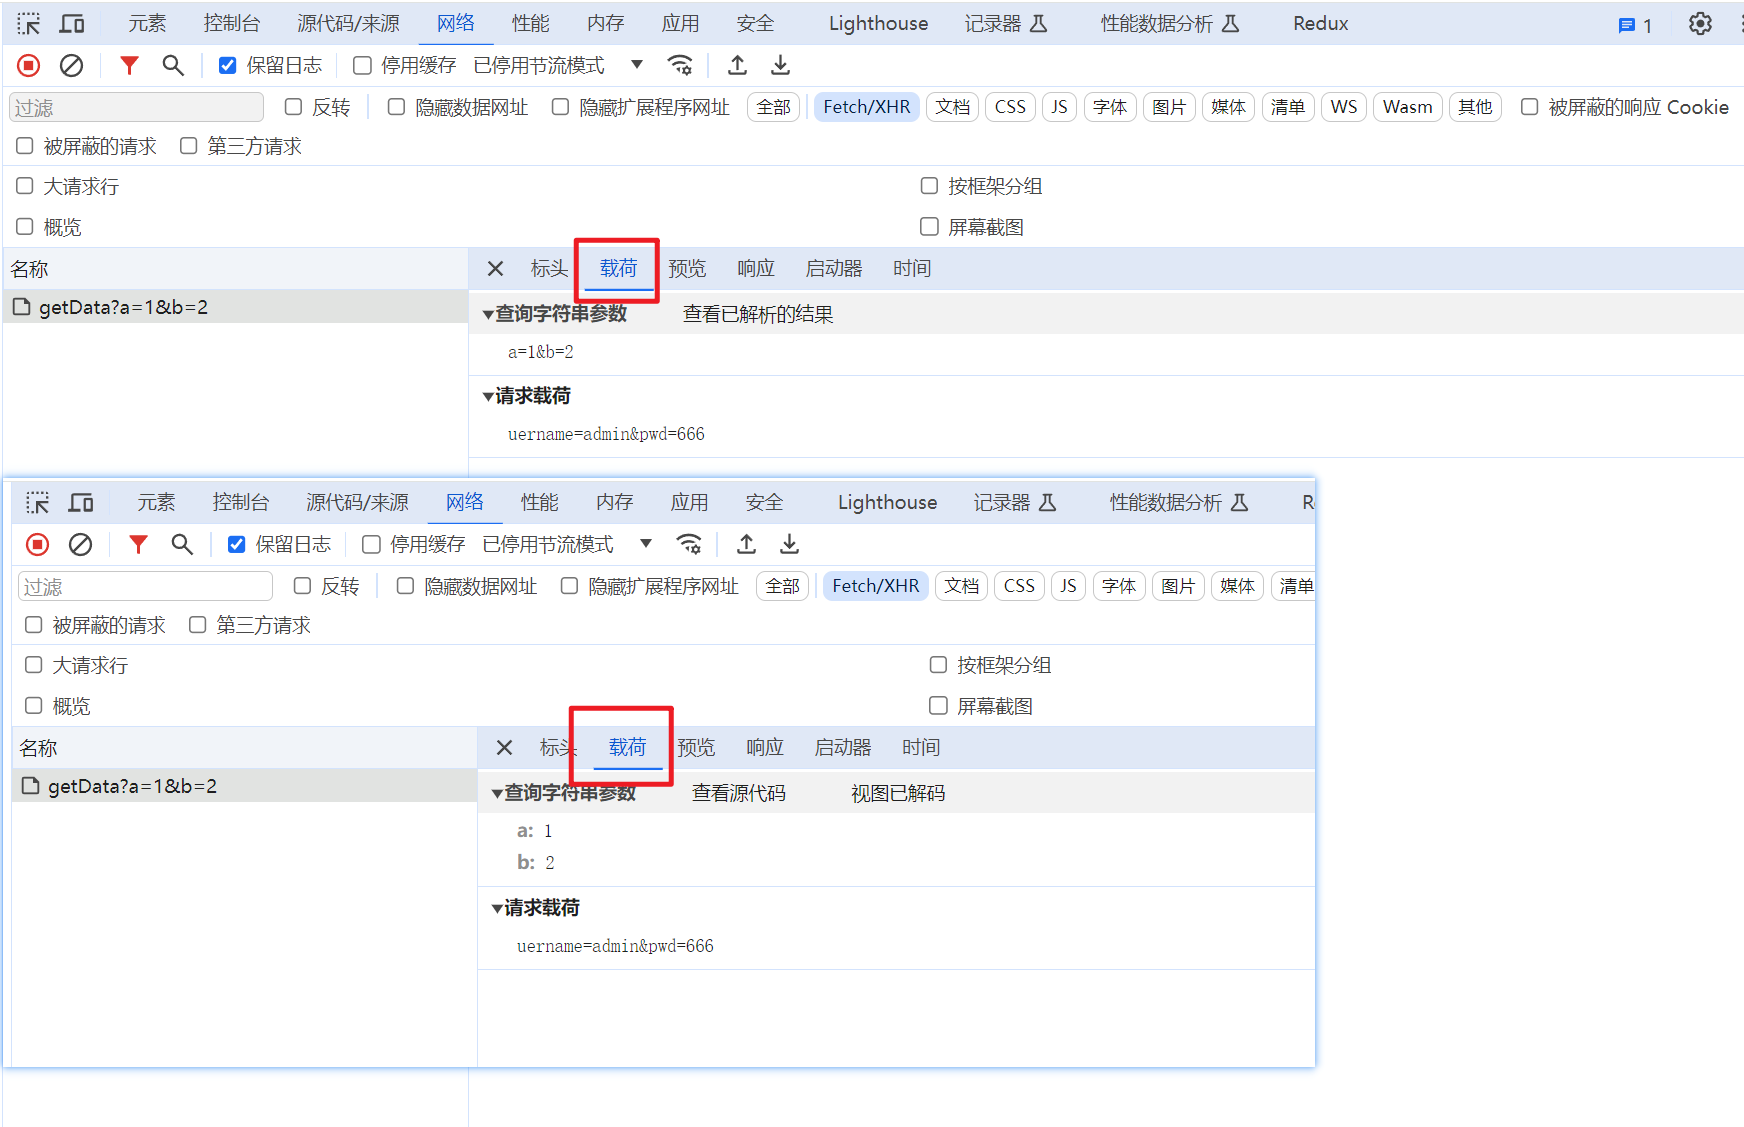 元素 控制台 源代码/来源 网络 性能 内存 应用 安全 Lighthouse 记录器 性能数据分析 Redux 1
保留日志 停用缓存 已停用节流模式
过滤 反转 隐藏数据网址 隐藏扩展程序网址 全部 Fetch/XHR 文档 CSS JS 字体 图片 媒体 清单 WS Wasm 其他 被屏蔽的响应 Cookie
被屏蔽的请求 第三方请求
大请求行 按框架分组
概览 屏幕截图
名称 标头 载荷 预览 响应 启动器 时间
getData?a=1&b=2
查询字符串参数 查看已解析的结果
a=1&b=2
请求载荷
uername=admin&pwd=666
元素 控制台 源代码/来源 网络 性能 内存 应用 安全 Lighthouse 记录器 性能数据分析
保留日志 停用缓存 已停用节流模式
过滤 反转 隐藏数据网址 隐藏扩展程序网址 全部 Fetch/XHR 文档 CSS JS 字体 图片 媒体 清单
被屏蔽的请求 第三方请求
大请求行 按框架分组
概览 屏幕截图
名称 标头 载荷 预览 响应 启动器 时间
getData?a=1&b=2
查询字符串参数 查看源代码 视图已解码
a: 1
b: 2
请求载荷
uername=admin&pwd=666